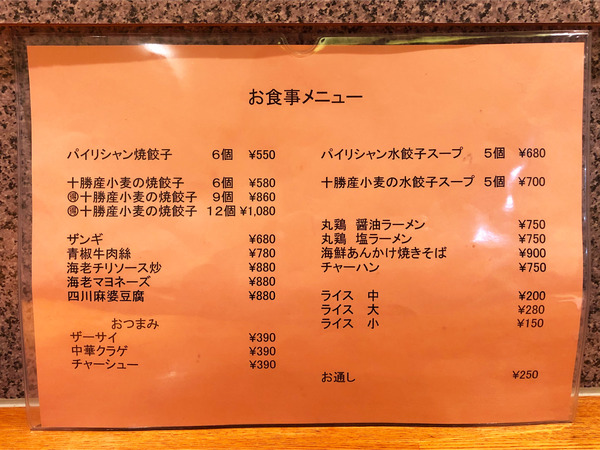 お食事メニュー
パイリシャン焼餃子 6個 ¥550
十勝産小麦の焼餃子 6個 ¥580
㊝十勝産小麦の焼餃子 9個 ¥860
㊝十勝産小麦の焼餃子 12個 ¥1,080
ザンギ ¥680
青椒牛肉絲 ¥780
海老チリソース炒 ¥880
海老マヨネーズ ¥880
四川麻婆豆腐 ¥880
おつまみ
ザーサイ ¥390
中華クラゲ ¥390
チャーシュー ¥390
パイリシャン水餃子スープ 5個 ¥680
十勝産小麦の水餃子スープ 5個 ¥700
丸鶏 醤油ラーメン ¥750
丸鶏 塩ラーメン ¥750
海鮮あんかけ焼きそば ¥900
チャーハン ¥750
ライス 中 ¥200
ライス 大 ¥280
ライス 小 ¥150
お通し ¥250